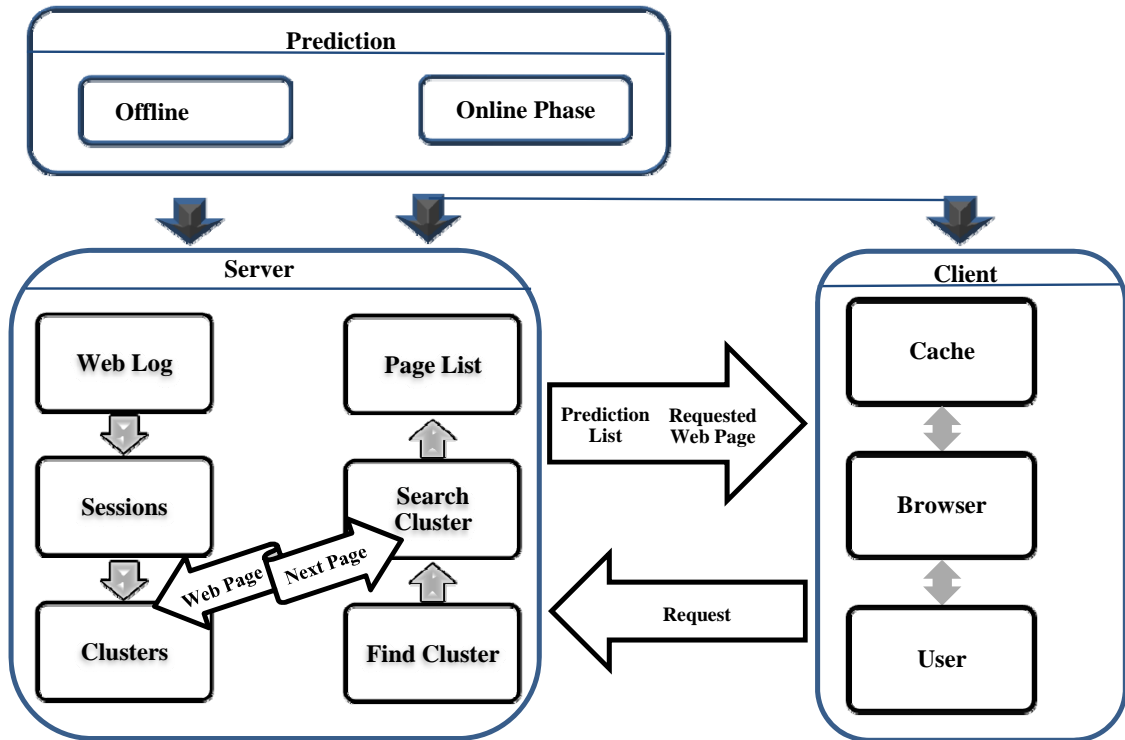 Prediction
Offline
Online Phase
Server
Client
Web Log
Page List
Cache
Prediction
List
Requested
Web Page
Sessions
Search
Cluster
Browser
Web Page
Next Page
Request
Clusters
Find Cluster
User